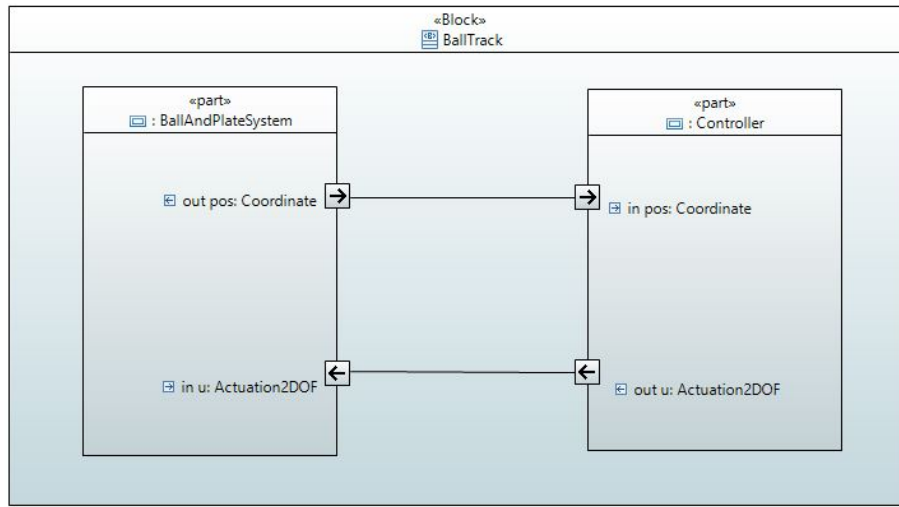 «Block»
BallTrack
«part»
: BallAndPlateSystem
«part»
: Controller
out pos: Coordinate
in pos: Coordinate
in u: Actuation2DOF
out u: Actuation2DOF